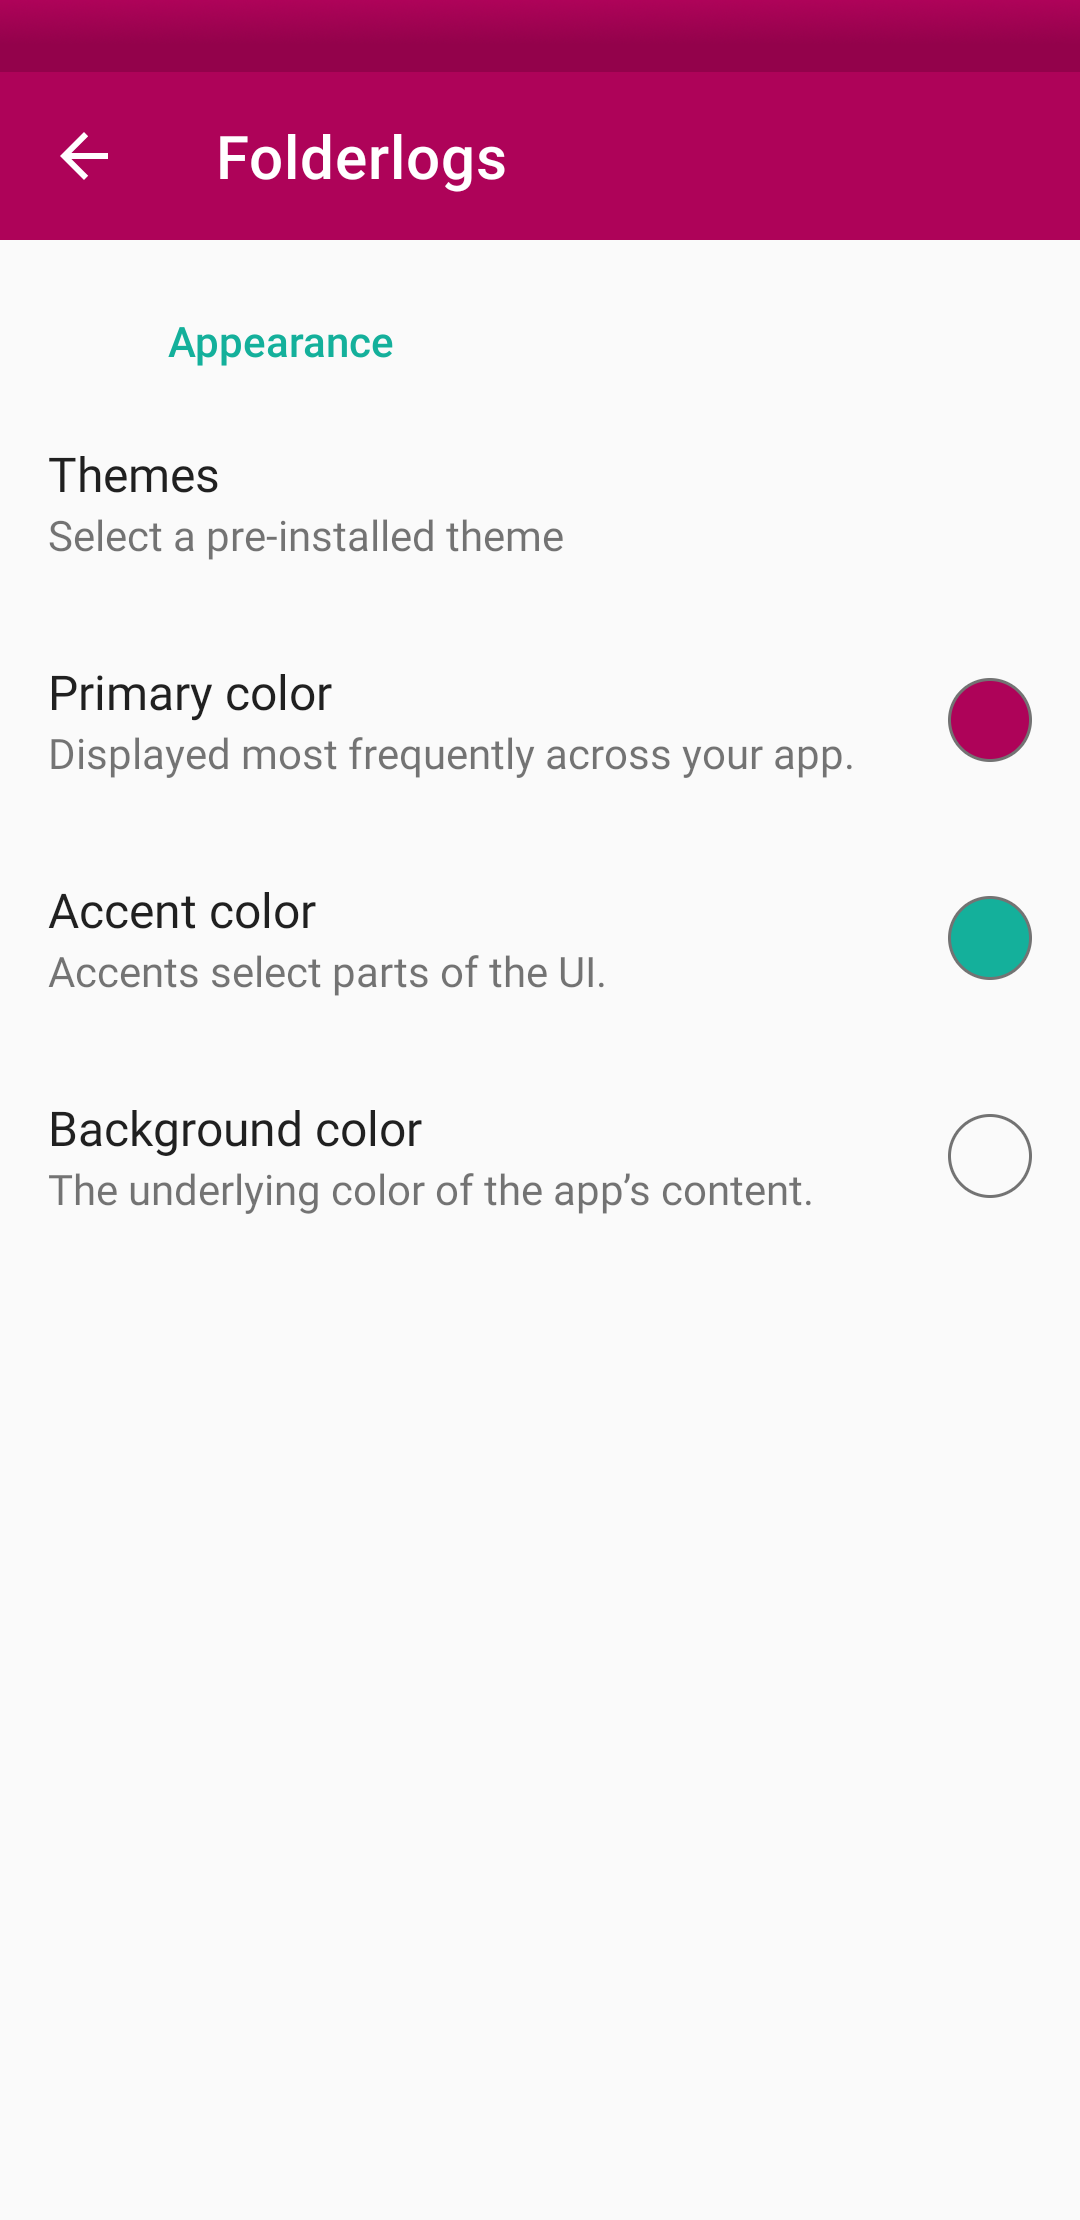 Folderlogs
Appearance
Themes
Select a pre-installed theme
Primary color
Displayed most frequently across your app.
Accent color
Accents select parts of the UI.
Background color
The underlying color of the app’s content.